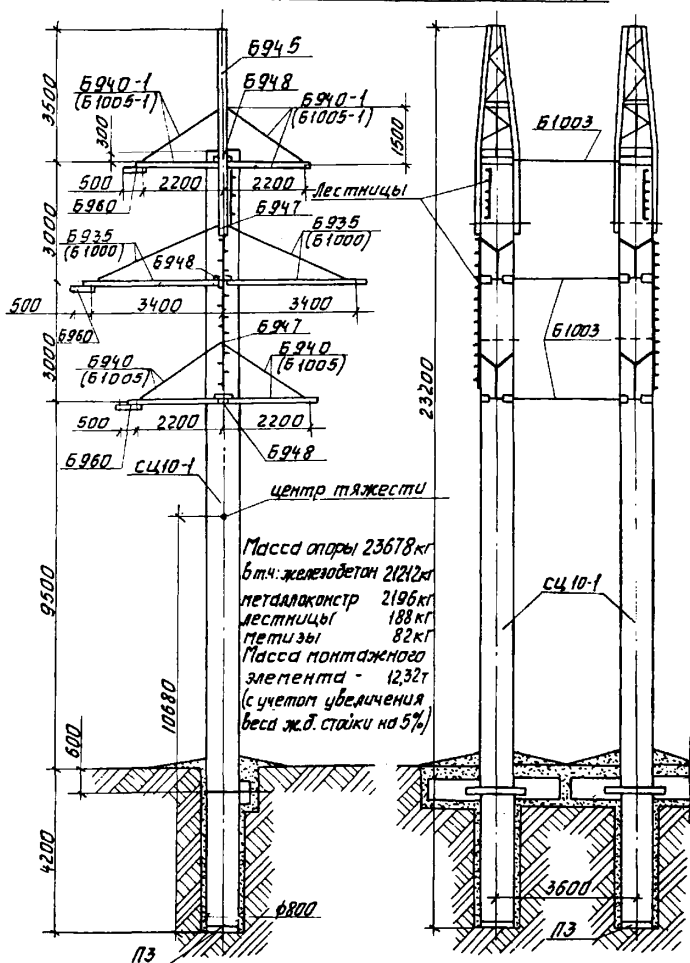 Б945
Б948
Б940-1
(Б1005-1)
Б940-1
(Б1005-1)
3500
300
1500
500
2200
2200
Б960
Б947
Лестницы
Б1003
3000
Б935
(Б1000)
Б948
Б935
(Б1000)
500
3400
3400
Б960
Б947
Б1003
3000
Б940
(Б1005)
Б940
(Б1005)
500
2200
2200
Б960
Б948
23200
СЦ10-1
центр тяжести
Масса опоры 23678кг
в т.ч: железобетон 21212кг
металлоконстр 2196кг
лестницы 188кг
метизы 82кг
Масса монтажного
элемента - 12,32т
(с учетом увеличения
веса ж.б. стойки на 5%)
СЦ 10-1
9500
10680
600
4200
ф800
3600
П3
П3